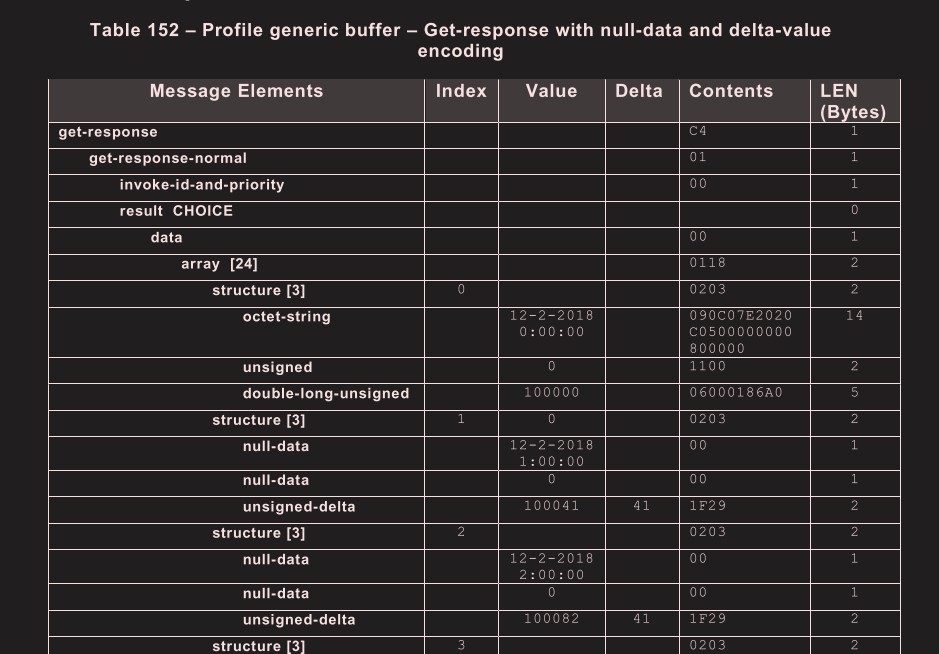 Table 152 – Profile generic buffer – Get-response with null-data and delta-value
encoding
Message Elements Index Value Delta Contents LEN
(Bytes)
get-response C4 1
get-response-normal 01 1
invoke-id-and-priority 00 1
result CHOICE 0
data 00 1
array [24] 0118 2
structure [3] 0 0203 2
octet-string 12-2-2018 090C07E2020 14
0:00:00 C0500000000
800000
unsigned 0 1100 2
double-long-unsigned 100000 06000186A0 5
structure [3] 1 0 0203 2
null-data 12-2-2018 00 1
1:00:00
null-data 0 00 1
unsigned-delta 100041 41 1F29 2
structure [3] 2 0203 2
null-data 12-2-2018 00 1
2:00:00
null-data 0 00 1
unsigned-delta 100082 41 1F29 2
structure [3] 3 0203 2